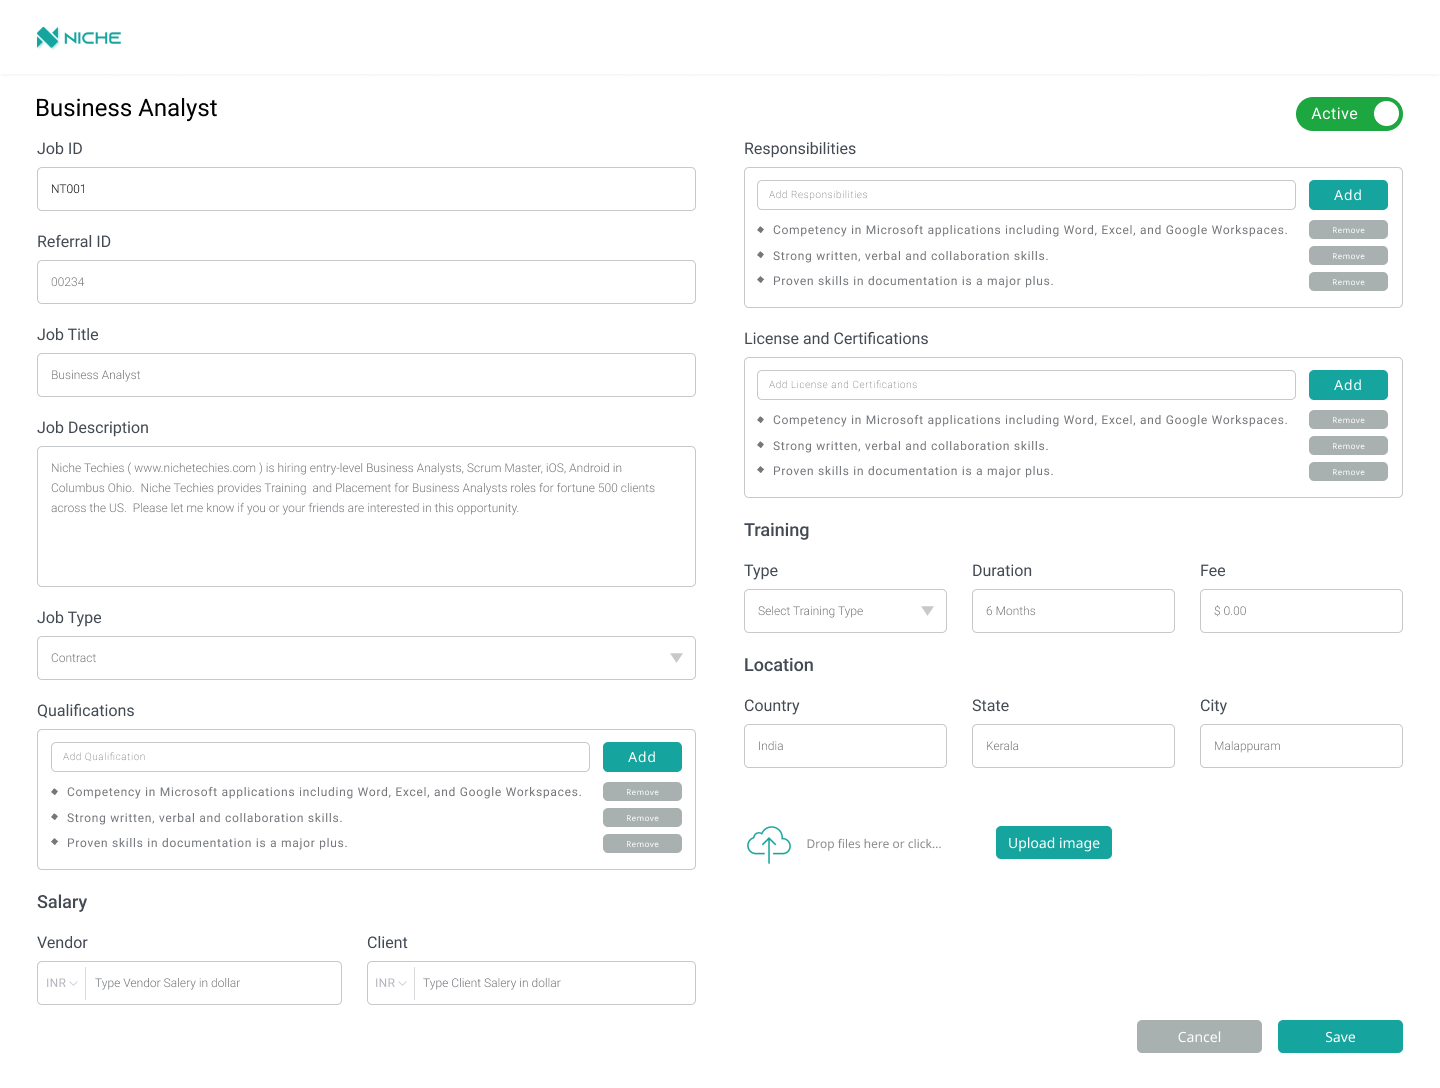 NICHE
Business Analyst
Active
Job ID
NT001
Referral ID
00234
Job Title
Business Analyst
Job Description
Niche Techies ( www.nichetechies.com ) is hiring entry-level Business Analysts, Scrum Master, iOS, Android in
Columbus Ohio.  Niche Techies provides Training  and Placement for Business Analysts roles for fortune 500 clients
across the US.  Please let me know if you or your friends are interested in this opportunity.
Job Type
Contract
Qualifications
Add Qualification
Add
Competency in Microsoft applications including Word, Excel, and Google Workspaces.
Remove
Strong written, verbal and collaboration skills.
Remove
Proven skills in documentation is a major plus.
Remove
Salary
Vendor
Client
INR
Type Vendor Salery in dollar
INR
Type Client Salery in dollar
Responsibilities
Add Responsibilities
Add
Competency in Microsoft applications including Word, Excel, and Google Workspaces.
Remove
Strong written, verbal and collaboration skills.
Remove
Proven skills in documentation is a major plus.
Remove
License and Certifications
Add License and Certifications
Add
Competency in Microsoft applications including Word, Excel, and Google Workspaces.
Remove
Strong written, verbal and collaboration skills.
Remove
Proven skills in documentation is a major plus.
Remove
Training
Type
Duration
Fee
Select Training Type
6 Months
$ 0.00
Location
Country
State
City
India
Kerala
Malappuram
Drop files here or click...
Upload image
Cancel
Save